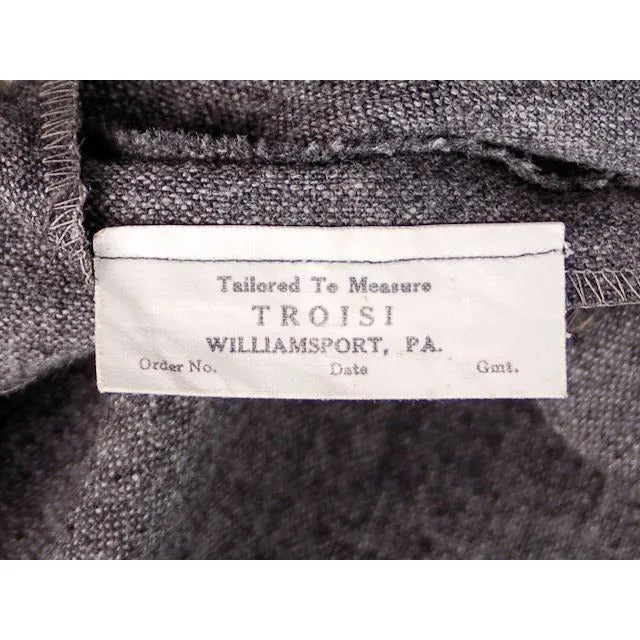 Tailored To Measure
TROISI
WILLIAMSPORT, PA.
Order No. Date Gmt.